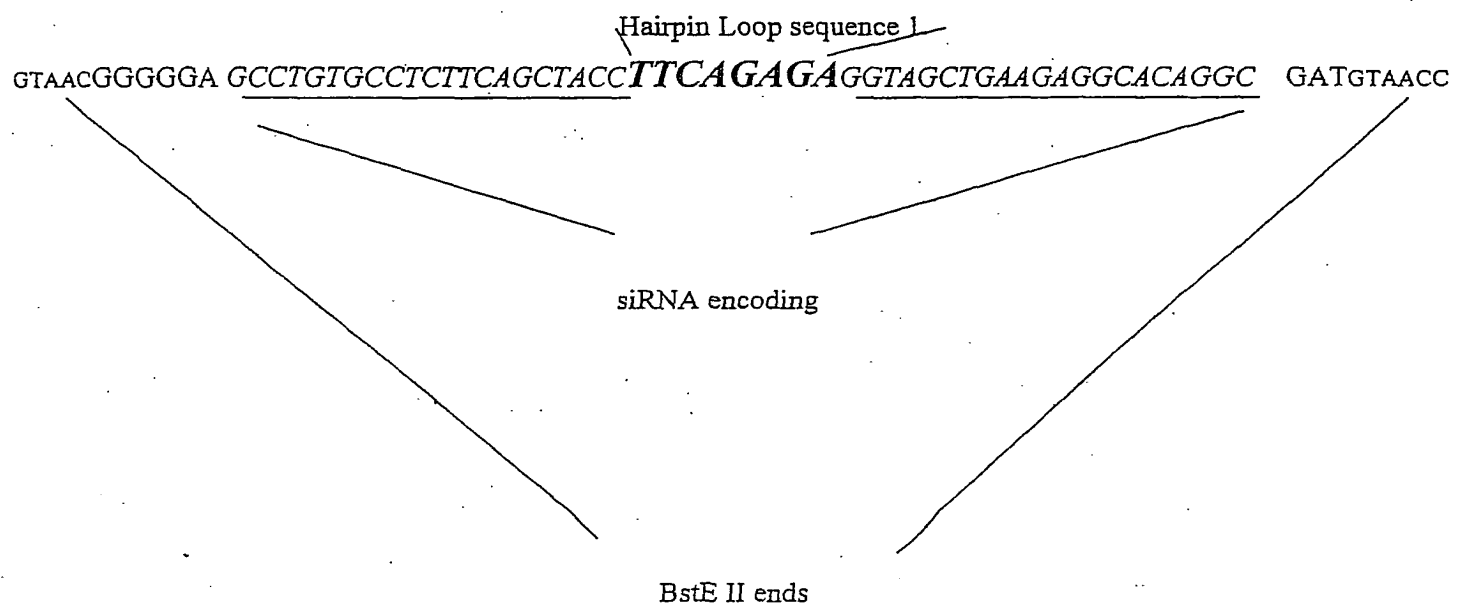 Hairpin Loop sequence 1
GTAACGGGGGA GCCTGTGCCTCTTCAGCTACCTTCAGAGAGGTAGCTGAAGAGGCACAGGC GATGTAACC
siRNA encoding
BstE II ends